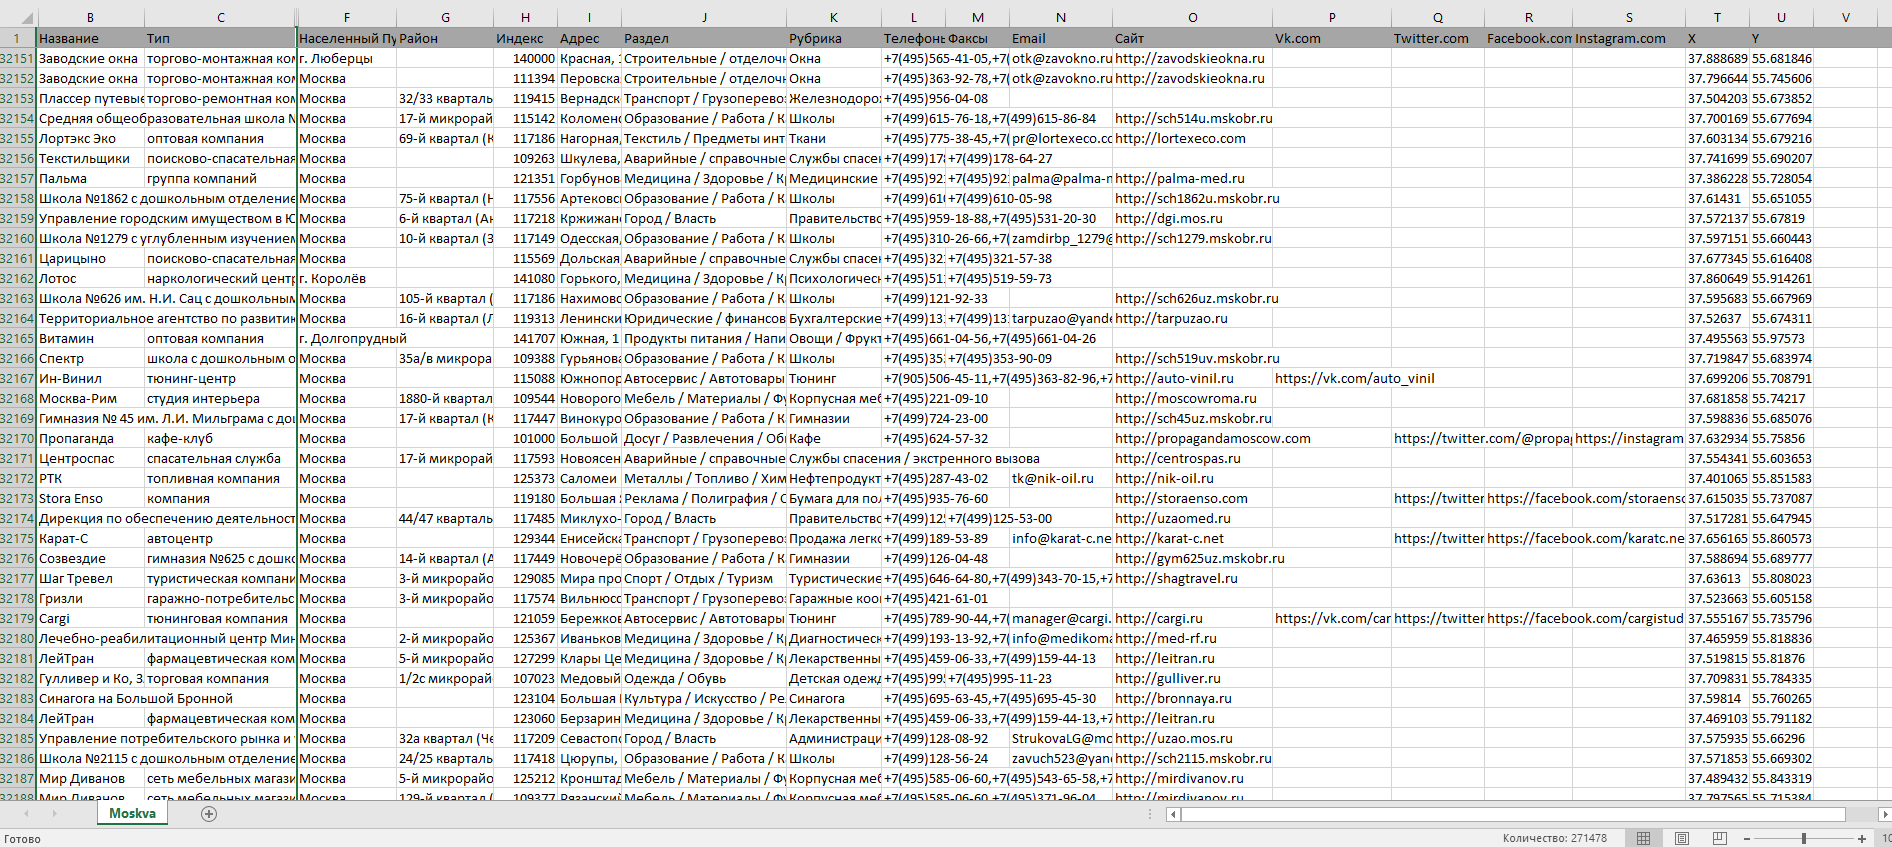 B C F G H I J K L M N O P Q R S T U V
1 Название Тип Населенный Пу Район Индекс Адрес Раздел Рубрика Телефоны Факсы Email Сайт Vk.com Twitter.com Facebook.com Instagram.com X Y
32151 Заводские окна торгово-монтажная ком г. Люберцы 140000 Красная, 1 Строительные / отделоч Окна +7(495)565-41-05,+7( otk@zavokno.ru http://zavodskieokna.ru 37.888689 55.681846
32152 Заводские окна торгово-монтажная ком Москва 111394 Перовска Строительные / отделоч Окна +7(495)363-92-78,+7( otk@zavokno.ru http://zavodskieokna.ru 37.796644 55.745606
32153 Плассер путевые торгово-ремонтная ком Москва 32/33 кварталь 119415 Вернадск Транспорт / Грузоперевоз Железнодорож +7(495)956-04-08 37.504203 55.673852
32154 Средняя общеобразовательная школа № Москва 17-й микрорай 115142 Коломенс Образование / Работа / К Школы +7(499)615-76-18,+7(499)615-86-84 http://sch514u.mskobr.ru 37.700169 55.677694
32155 Лортэкс Эко оптовая компания Москва 69-й квартал (К 117186 Нагорная, Текстиль / Предметы инт Ткани +7(495)775-38-45,+7( pr@lortexeco.co http://lortexeco.com 37.603134 55.679216
32156 Текстильщики поисково-спасательная Москва 109263 Шкулева, Аварийные / справочные Службы спасен +7(499)178 +7(499)178-64-27 37.741699 55.690207
32157 Пальма группа компаний Москва 121351 Горбунов Медицина / Здоровье / Кр Медицинские +7(495)92 +7(495)92 palma@palma-m http://palma-med.ru 37.386228 55.728054
32158 Школа №1862 с дошкольным отделение Москва 75-й квартал (Н 117556 Артековс Образование / Работа / К Школы +7(499)610 +7(499)610-05-98 http://sch1862u.mskobr.ru 37.61431 55.651055
32159 Управление городским имуществом в Ю Москва 6-й квартал (Ак 117218 Кржижан Город / Власть Правительство +7(495)959-18-88,+7(495)531-20-30 http://dgi.mos.ru 37.572137 55.67819
32160 Школа №1279 с углубленным изучением Москва 10-й квартал (З 117149 Одесская, Образование / Работа / К Школы +7(495)310-26-66,+7( zamdirbp_1279@ http://sch1279.mskobr.ru 37.597151 55.660443
32161 Царицыно поисково-спасательная Москва 115569 Дольская, Аварийные / справочные Службы спасен +7(495)32 +7(495)321-57-38 37.677345 55.616408
32162 Лотос наркологический центр г. Королёв 141080 Горького, Медицина / Здоровье / Кр Психологическ +7(495)51 +7(495)519-59-73 37.860649 55.914261
32163 Школа №626 им. Н.И. Сац с дошкольным Москва 105-й квартал ( 117186 Нахимовс Образование / Работа / К Школы +7(499)121-92-33 http://sch626uz.mskobr.ru 37.595683 55.667969
32164 Территориальное агентство по развитию Москва 16-й квартал (Л 119313 Ленински Юридические / финансов Бухгалтерские +7(499)13 +7(499)13 tarpuzao@yande http://tarpuzao.ru 37.52637 55.674311
32165 Витамин оптовая компания г. Долгопрудный 141707 Южная, 1 Продукты питания / Напи Овощи / Фрукт +7(495)661-04-56,+7(495)661-04-26 37.495563 55.97573
32166 Спектр школа с дошкольным о Москва 35а/в микрора 109388 Гурьянова Образование / Работа / К Школы +7(495)353 +7(495)353-90-09 http://sch519uv.mskobr.ru 37.719847 55.683974
32167 Ин-Винил тюнинг-центр Москва 115088 Южнопор Автосервис / Автотовары Тюнинг +7(905)506-45-11,+7(495)363-82-96,+7 http://auto-vinil.ru https://vk.com/auto_vinil 37.699206 55.708791
32168 Москва-Рим студия интерьера Москва 1880-й квартал 109544 Новорого Мебель / Материалы / Фу Корпусная меб +7(495)221-09-10 http://moscowroma.ru 37.681858 55.74217
32169 Гимназия № 45 им. Л.И. Мильграма с дош Москва 17-й квартал (К 117447 Винокуро Образование / Работа / К Гимназии +7(499)724-23-00 http://sch45uz.mskobr.ru 37.598836 55.685076
32170 Пропаганда кафе-клуб Москва 101000 Большой Досуг / Развлечения / Об Кафе +7(495)624-57-32 http://propagandamoscow.com https://twitter.com/@propag https://instagram 37.632934 55.75856
32171 Центроспас спасательная служба Москва 17-й микрорай 117593 Новоясен Аварийные / справочные Службы спасения / экстренного вызова http://centrospas.ru 37.554341 55.603653
32172 РТК топливная компания Москва 125373 Саломеи Металлы / Топливо / Хим Нефтепродукт +7(495)287-43-02 tk@nik-oil.ru http://nik-oil.ru 37.401065 55.851583
32173 Stora Enso компания Москва 119180 Большая Я Реклама / Полиграфия / С Бумага для пол +7(495)935-76-60 http://storaenso.com https://twitter https://facebook.com/storaenso 37.615035 55.737087
32174 Дирекция по обеспечению деятельност Москва 44/47 кварталь 117485 Миклухо- Город / Власть Правительство +7(499)125 +7(499)125-53-00 http://uzaomed.ru 37.517281 55.647945
32175 Карат-С автоцентр Москва 129344 Енисейска Транспорт / Грузоперевоз Продажа легко +7(499)189-53-89 info@karat-c.ne http://karat-c.net https://twitter https://facebook.com/karatc.ne 37.656165 55.860573
32176 Созвездие гимназия №625 с дошко Москва 14-й квартал (А 117449 Новочерё Образование / Работа / К Гимназии +7(499)126-04-48 http://gym625uz.mskobr.ru 37.588694 55.689777
32177 Шаг Тревел туристическая компани Москва 3-й микрорайо 129085 Мира про Спорт / Отдых / Туризм Туристические +7(495)646-64-80,+7(499)343-70-15,+7 http://shagtravel.ru 37.63613 55.808023
32178 Гризли гаражно-потребительс Москва 3-й микрорайо 117574 Вильнюсс Транспорт / Грузоперевоз Гаражные кооп +7(495)421-61-01 37.523663 55.605158
32179 Cargi тюнинговая компания Москва 121059 Бережков Автосервис / Автотовары Тюнинг +7(495)789-90-44,+7( manager@cargi. http://cargi.ru https://vk.com/car https://twitter https://facebook.com/cargistud 37.555167 55.735796
32180 Лечебно-реабилитационный центр Мин Москва 2-й микрорайо 125367 Иваньков Медицина / Здоровье / Кр Диагностическ +7(499)193-13-92,+7( info@medikoma http://med-rf.ru 37.465959 55.818836
32181 ЛейТран фармацевтическая ком Москва 5-й микрорайо 127299 Клары Це Медицина / Здоровье / Кр Лекарственны +7(495)459-06-33,+7(499)159-44-13 http://leitran.ru 37.519815 55.81876
32182 Гулливер и Ко, З торговая компания Москва 1/2с микрорай 107023 Медовый Одежда / Обувь Детская одежд +7(495)995 +7(495)995-11-23 http://gulliver.ru 37.709831 55.784335
32183 Синагога на Большой Бронной Москва 123104 Большая Культура / Искусство / Ре Синагога +7(495)695-63-45,+7(495)695-45-30 http://bronnaya.ru 37.59814 55.760265
32184 ЛейТран фармацевтическая ком Москва 123060 Берзарин Медицина / Здоровье / Кр Лекарственны +7(495)459-06-33,+7(499)159-44-13,+7 http://leitran.ru 37.469103 55.791182
32185 Управление потребительского рынка и Москва 32а квартал (Че 117209 Севастопо Город / Власть Администраци +7(499)128-08-92 StrukovaLG@mo http://uzao.mos.ru 37.575935 55.66296
32186 Школа №2115 с дошкольным отделение Москва 24/25 кварталь 117418 Цюрупы, Образование / Работа / К Школы +7(499)128-56-24 zavuch523@yan http://sch2115.mskobr.ru 37.571853 55.669302
32187 Мир Диванов сеть мебельных магази Москва 5-й микрорайо 125212 Кронштад Мебель / Материалы / Фу Корпусная меб +7(495)585-06-60,+7(495)543-65-58,+7 http://mirdivanov.ru 37.489432 55.843319
32188 Мир Диванов сеть мебельных магази Москва 129-й квартал ( 109377 Рязанский Мебель / Материалы / Фу Корпусная меб +7(495)585-06-60,+7(495)371-96-04 http://mirdivanov.ru 37.797565 55.715384
Moskva
Готово Количество: 271478 10